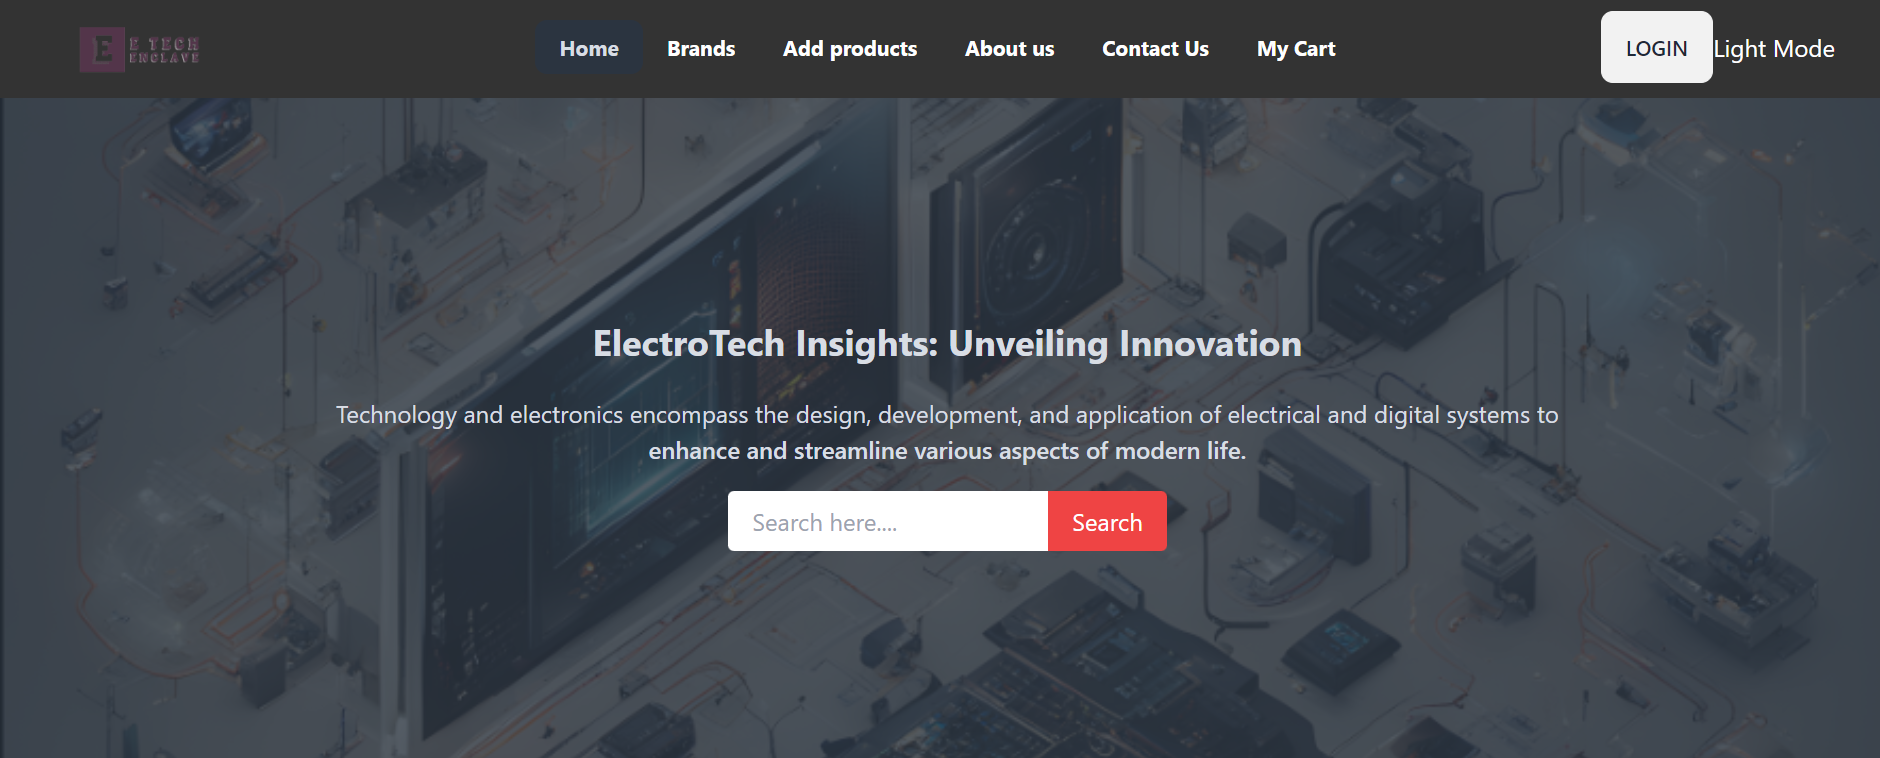 E
E TECH
ENCLAVE
Home
Brands
Add products
About us
Contact Us
My Cart
LOGIN
Light Mode
ElectroTech Insights: Unveiling Innovation
Technology and electronics encompass the design, development, and application of electrical and digital systems to
enhance and streamline various aspects of modern life.
Search here....
Search